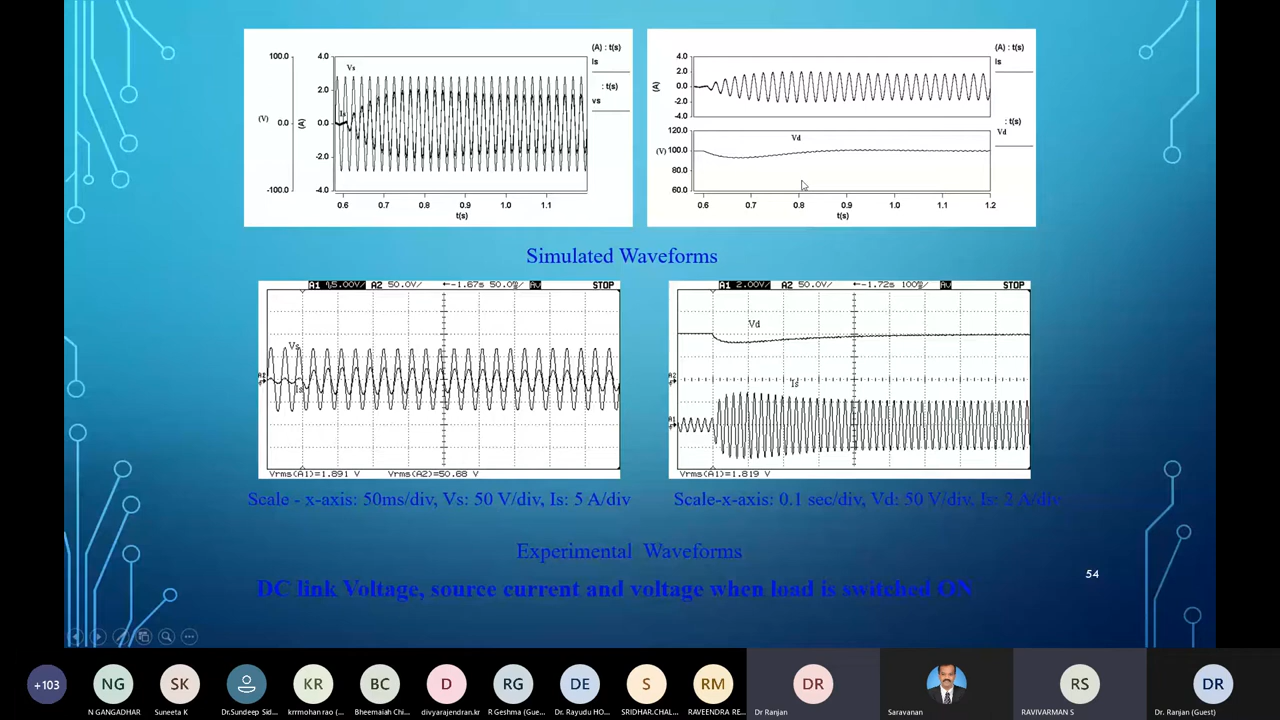 (A) : t(s)
Is
: t(s)
vs
100.0
(V)
0.0
-100.0
4.0
2.0
(A)
0.0
-2.0
-4.0
Vs
Is
0.6 0.7 0.8 0.9 1.0 1.1
t(s)
(A) : t(s)
Is
: t(s)
Vd
4.0
2.0
(A)
0.0
-2.0
-4.0
120.0
(V) 100.0
80.0
60.0
Vd
0.6 0.7 0.8 0.9 1.0 1.1 1.2
t(s)
Simulated Waveforms
A1 5.00V/ A2 50.0V/ -1.67s 50.0 Av STOP
Vs
Is
A2
Vrms(A1)=1.891 V Vrms(A2)=50.68 V
A1 2.00V/ A2 50.0V/ -1.72s 100 Av STOP
Vd
Is
A2
A1
Vrms(A1)=1.819 V
Scale - x-axis: 50ms/div, Vs: 50 V/div, Is: 5 A/div
Scale-x-axis: 0.1 sec/div, Vd: 50 V/div, Is: 2 A/div
Experimental Waveforms
DC link Voltage, source current and voltage when load is switched ON
54
+103
NG
SK
KR
BC
D
RG
DE
S
RM
DR
RS
DR
N GANGADHAR
Suneeta K
Dr.Sundeep Sid...
krrmohan rao (...
Bheemaiah Chi...
divyarajendran.kr
R Geshma (Gue...
Dr. Rayudu HO...
SRIDHAR.CHAL...
RAVEENDRA RE...
Dr Ranjan
Saravanan
RAVIVARMAN S
Dr. Ranjan (Guest)